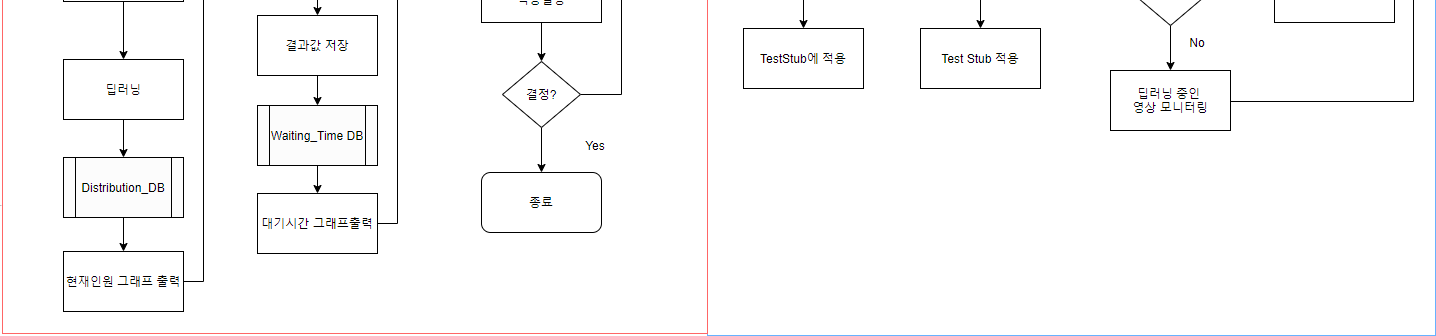 딥러닝
Distribution_DB
현재인원 그래프 출력
결과값 저장
Waiting_Time DB
대기시간 그래프출력
결정?
Yes
종료
TestStub에 적용
Test Stub 적용
No
딥러닝 중인
영상 모니터링